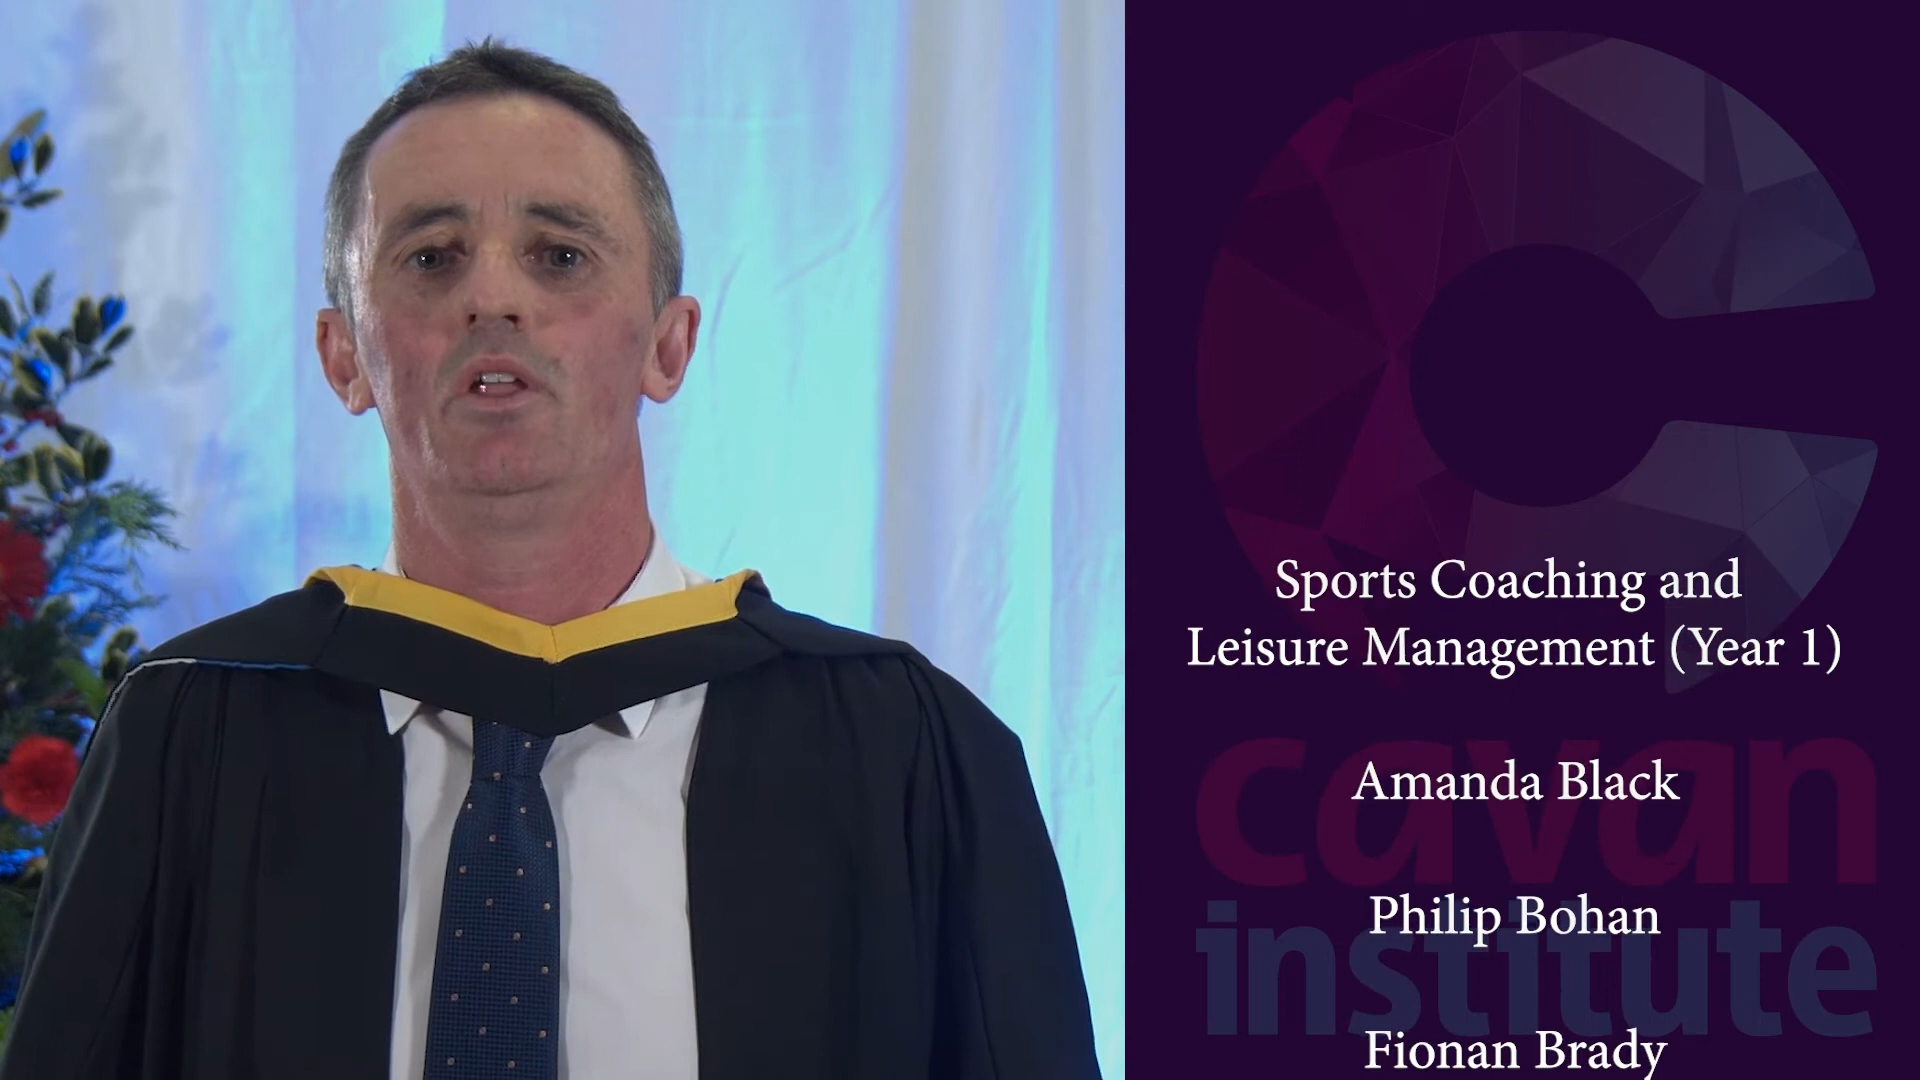 Sports Coaching and
Leisure Management (Year 1)
Amanda Black
cavan
Philip Bohan
institute
Fionan Brady